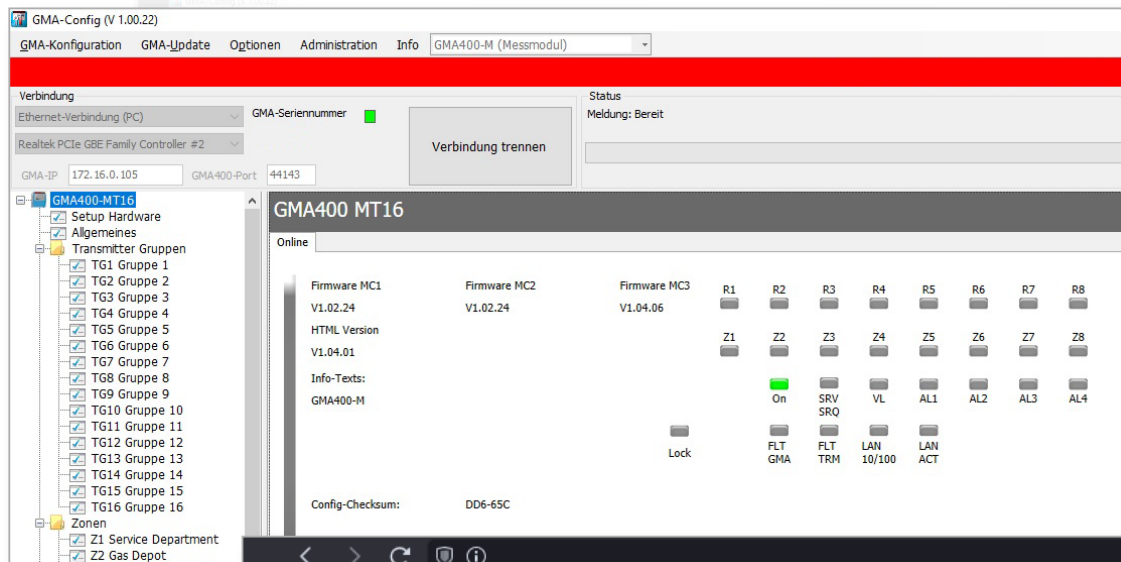 GMA-Config (V 1.00.22)
GMA-Konfiguration GMA-Update Optionen Administration Info GMA400-M (Messmodul)
Verbindung
Ethernet-Verbindung (PC) GMA-Seriennummer
Realtek PCIe GBE Family Controller #2
Verbindung trennen
GMA-IP 172.16.0.105 GMA400-Port 44143
Status
Meldung: Bereit
GMA400-MT16
Setup Hardware
Allgemeines
Transmitter Gruppen
TG1 Gruppe 1
TG2 Gruppe 2
TG3 Gruppe 3
TG4 Gruppe 4
TG5 Gruppe 5
TG6 Gruppe 6
TG7 Gruppe 7
TG8 Gruppe 8
TG9 Gruppe 9
TG10 Gruppe 10
TG11 Gruppe 11
TG12 Gruppe 12
TG13 Gruppe 13
TG14 Gruppe 14
TG15 Gruppe 15
TG16 Gruppe 16
Zonen
Z1 Service Department
Z2 Gas Depot
GMA400 MT16
Online
Firmware MC1 Firmware MC2 Firmware MC3
V1.02.24 V1.02.24 V1.04.06
HTML Version
V1.04.01
Info-Texts:
GMA400-M
Config-Checksum: DD6-65C
R1 R2 R3 R4 R5 R6 R7 R8
Z1 Z2 Z3 Z4 Z5 Z6 Z7 Z8
On SRV VL AL1 AL2 AL3 AL4
SRQ
Lock FLT FLT LAN LAN
GMA TRM 10/100 ACT